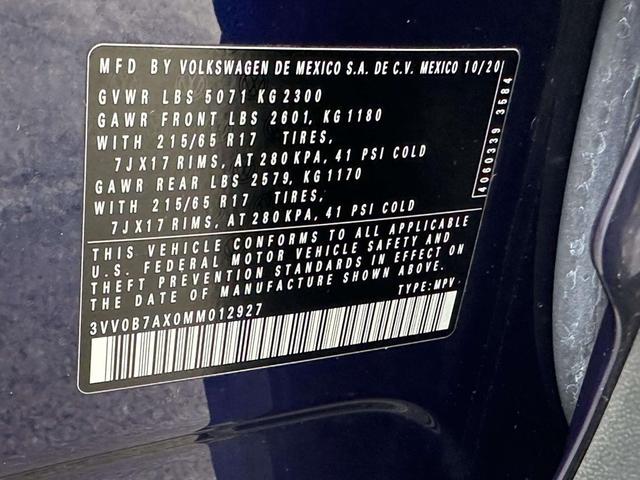 MFD BY VOLKSWAGEN DE MEXICO S.A. DE C.V. MEXICO 10/20
GVWR LBS 5071 KG 2300
GAWR FRONT LBS 2601, KG 1180
WITH 215/65 R17 TIRES,
7JX17 RIMS, AT 280 KPA, 41 PSI COLD
GAWR REAR LBS 2579, KG 1170
WITH 215/65 R17 TIRES,
7JX17 RIMS, AT 280 KPA, 41 PSI COLD
4060339 3584
THIS VEHICLE CONFORMS TO ALL APPLICABLE
U.S. FEDERAL MOTOR VEHICLE SAFETY AND
THEFT PREVENTION STANDARDS IN EFFECT ON
THE DATE OF MANUFACTURE SHOWN ABOVE.
3VV0B7AX0MM012927 TYPE: MPV